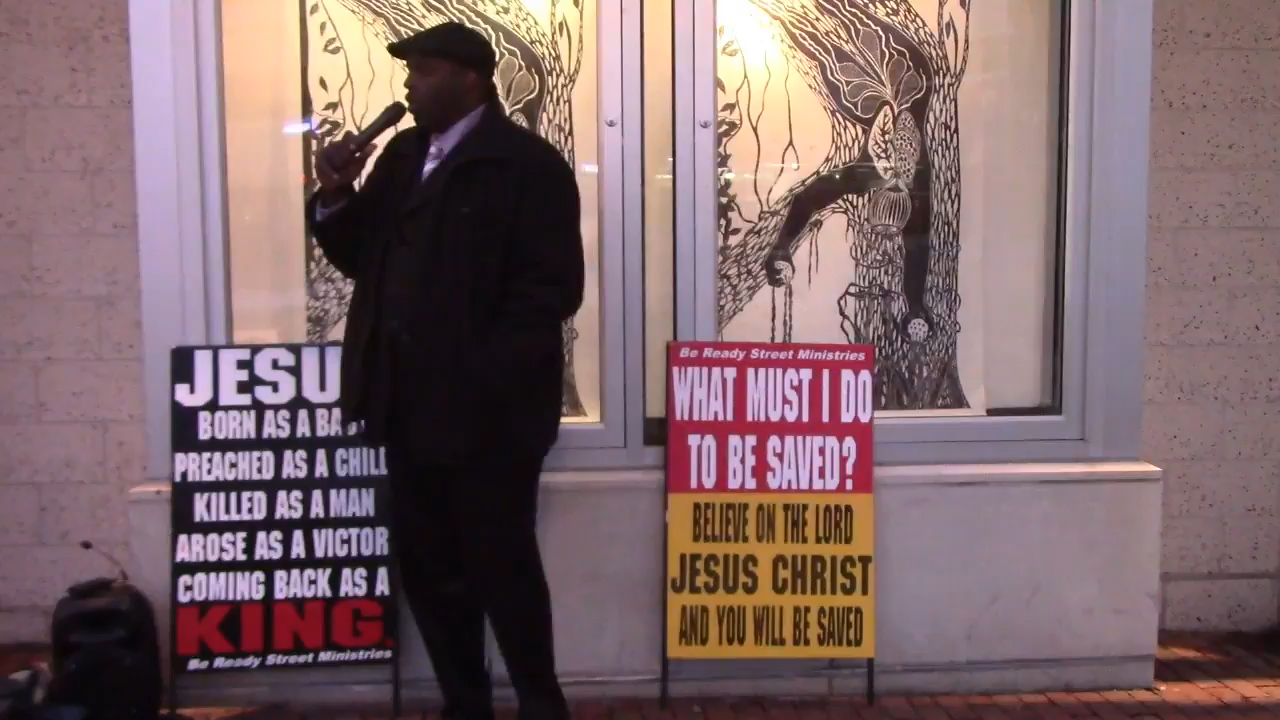 JESU
BORN AS A BA
PREACHED AS A CHILL
KILLED AS A MAN
AROSE AS A VICTOR
COMING BACK AS A
KING.
Be Ready Street Ministries
Be Ready Street Ministries
WHAT MUST I DO
TO BE SAVED?
BELIEVE ON THE LORD
JESUS CHRIST
AND YOU WILL BE SAVED